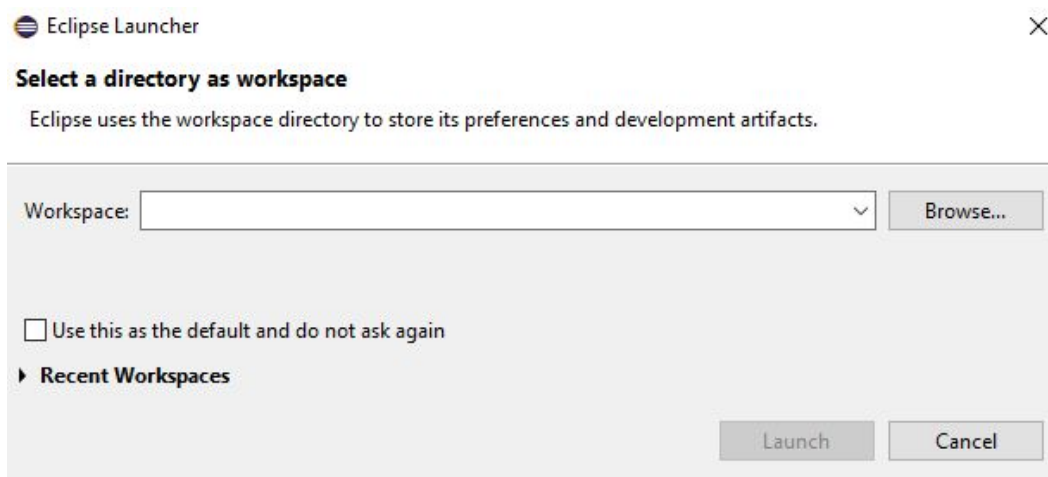 Eclipse Launcher
Select a directory as workspace
Eclipse uses the workspace directory to store its preferences and development artifacts.
Workspace: Browse...
Use this as the default and do not ask again
Recent Workspaces
Launch Cancel